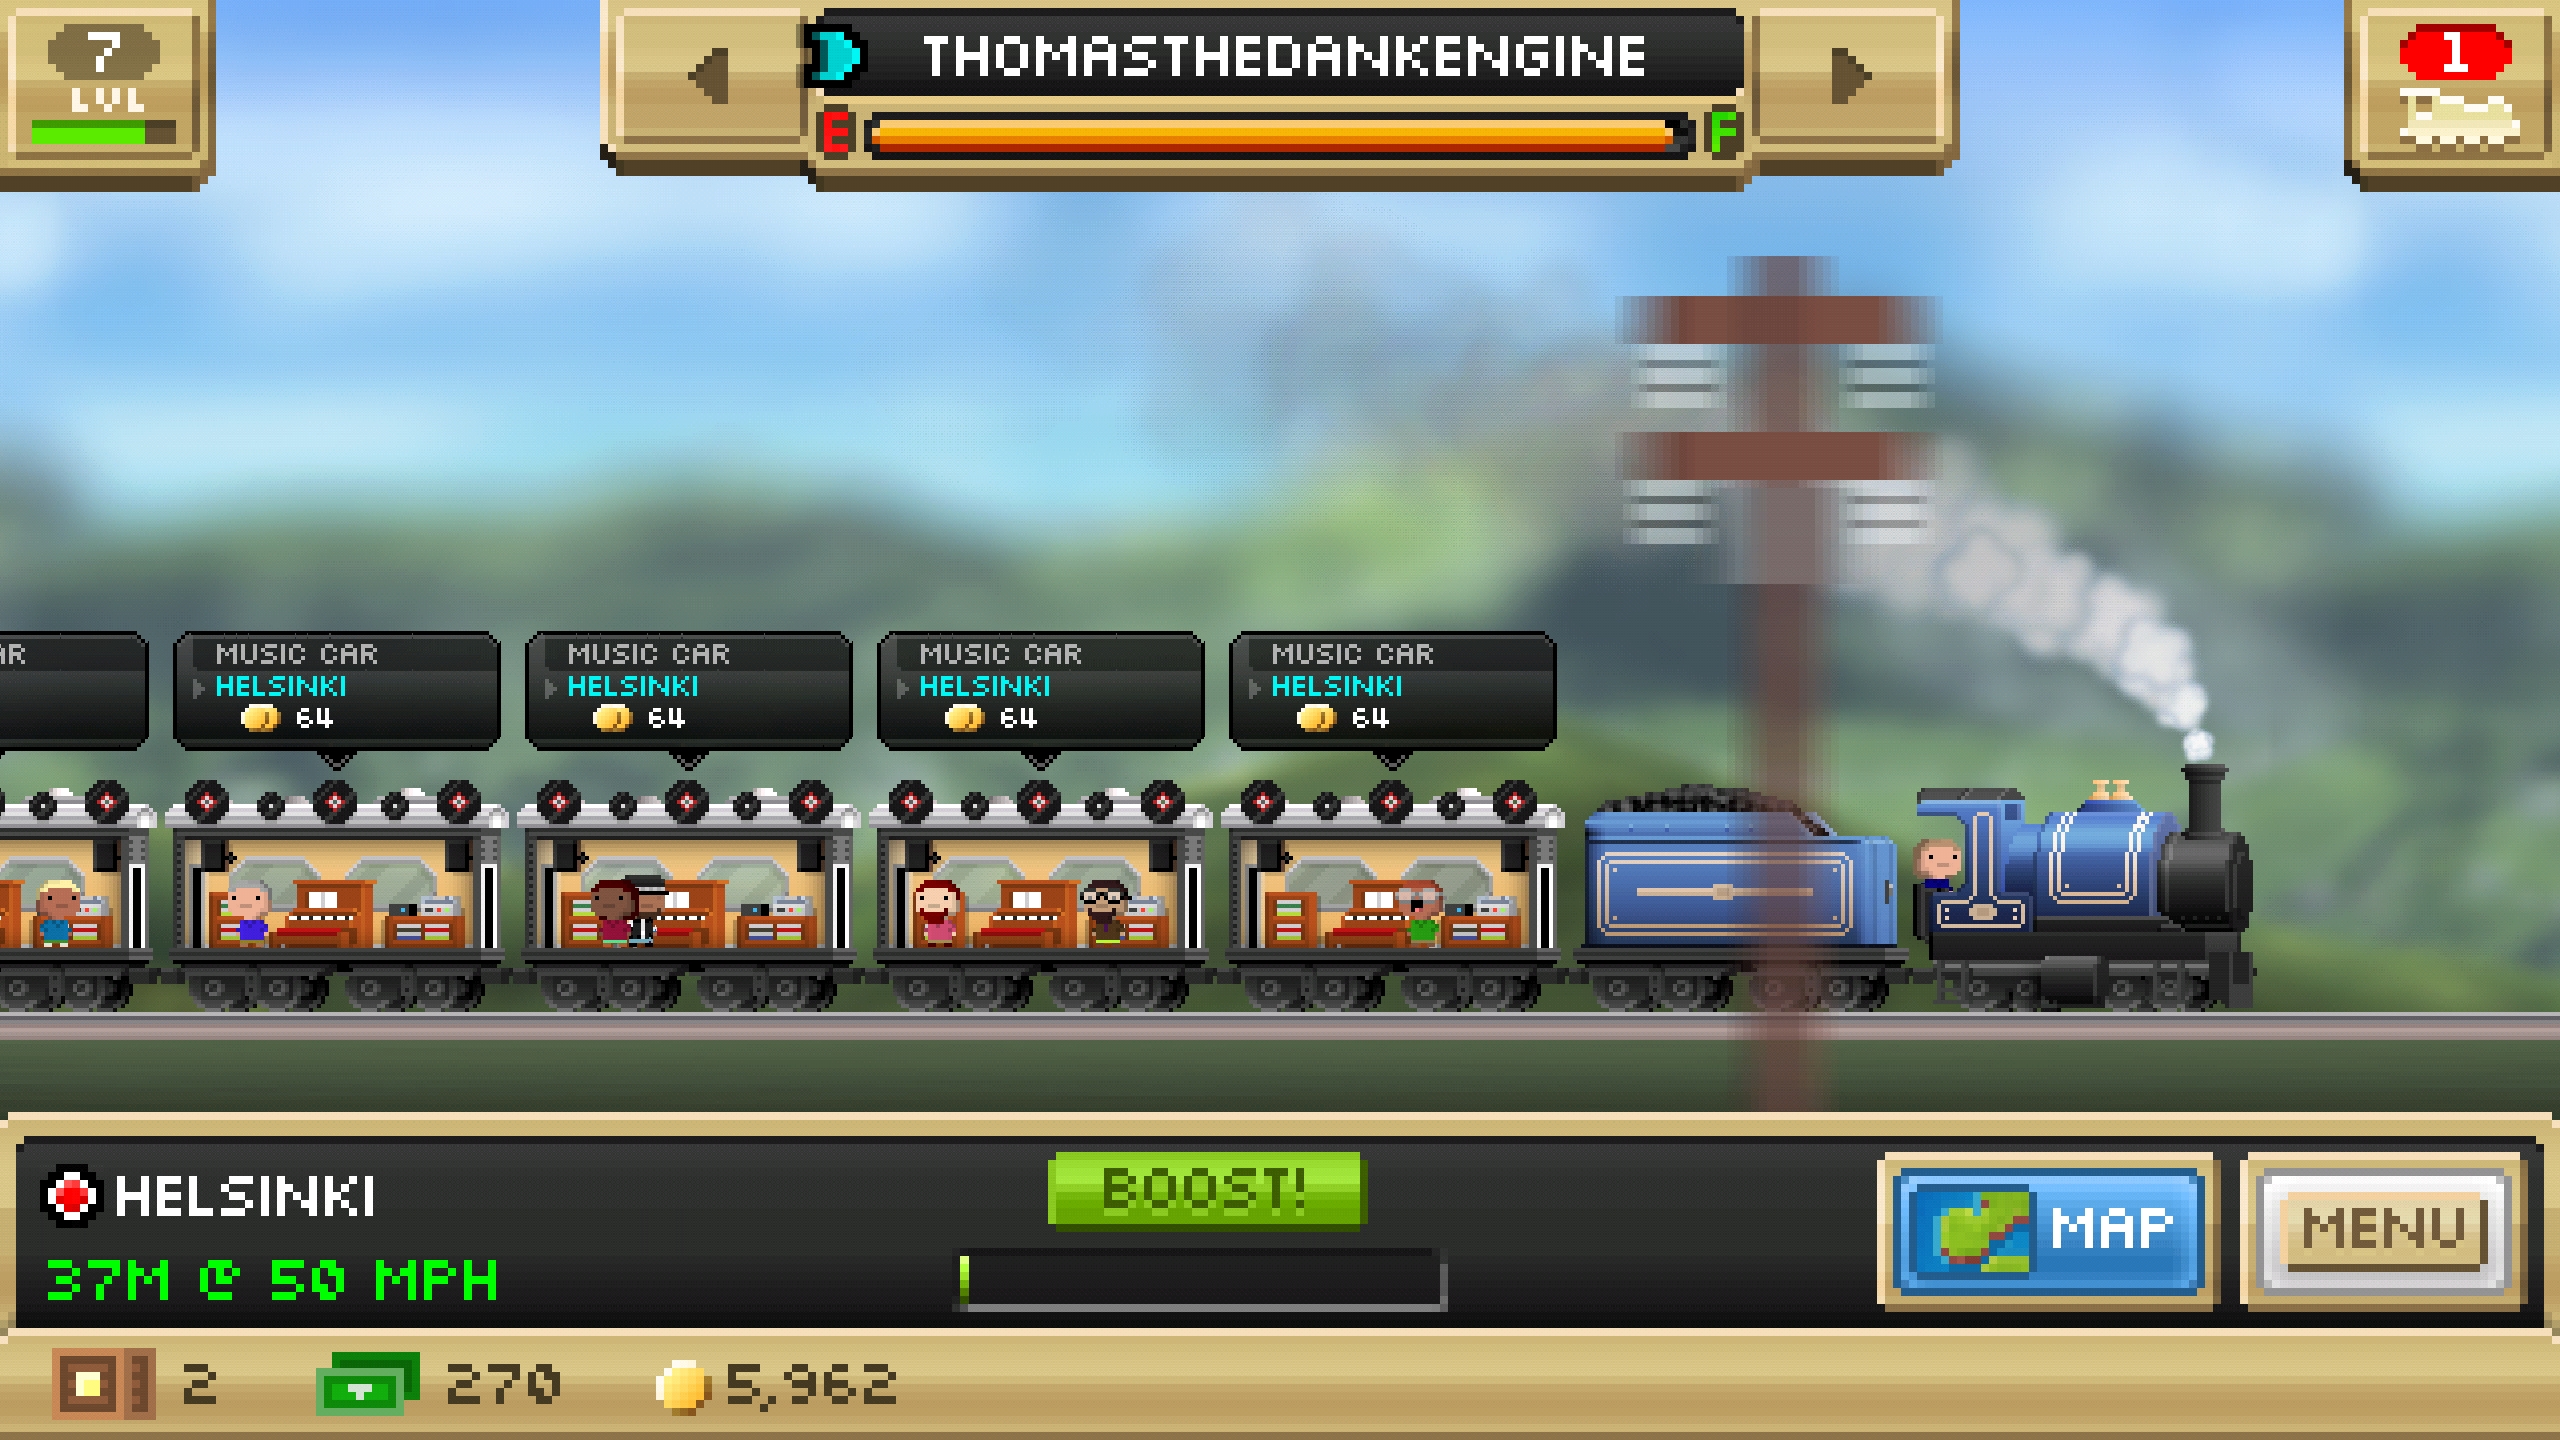 7
LVL
THOMASTHEDANKENGINE
E
F
1
AR
MUSIC CAR
HELSINKI
64
MUSIC CAR
HELSINKI
64
MUSIC CAR
HELSINKI
64
MUSIC CAR
HELSINKI
64
HELSINKI
37M @ 50 MPH
BOOST!
MAP
MENU
2
270
5,962